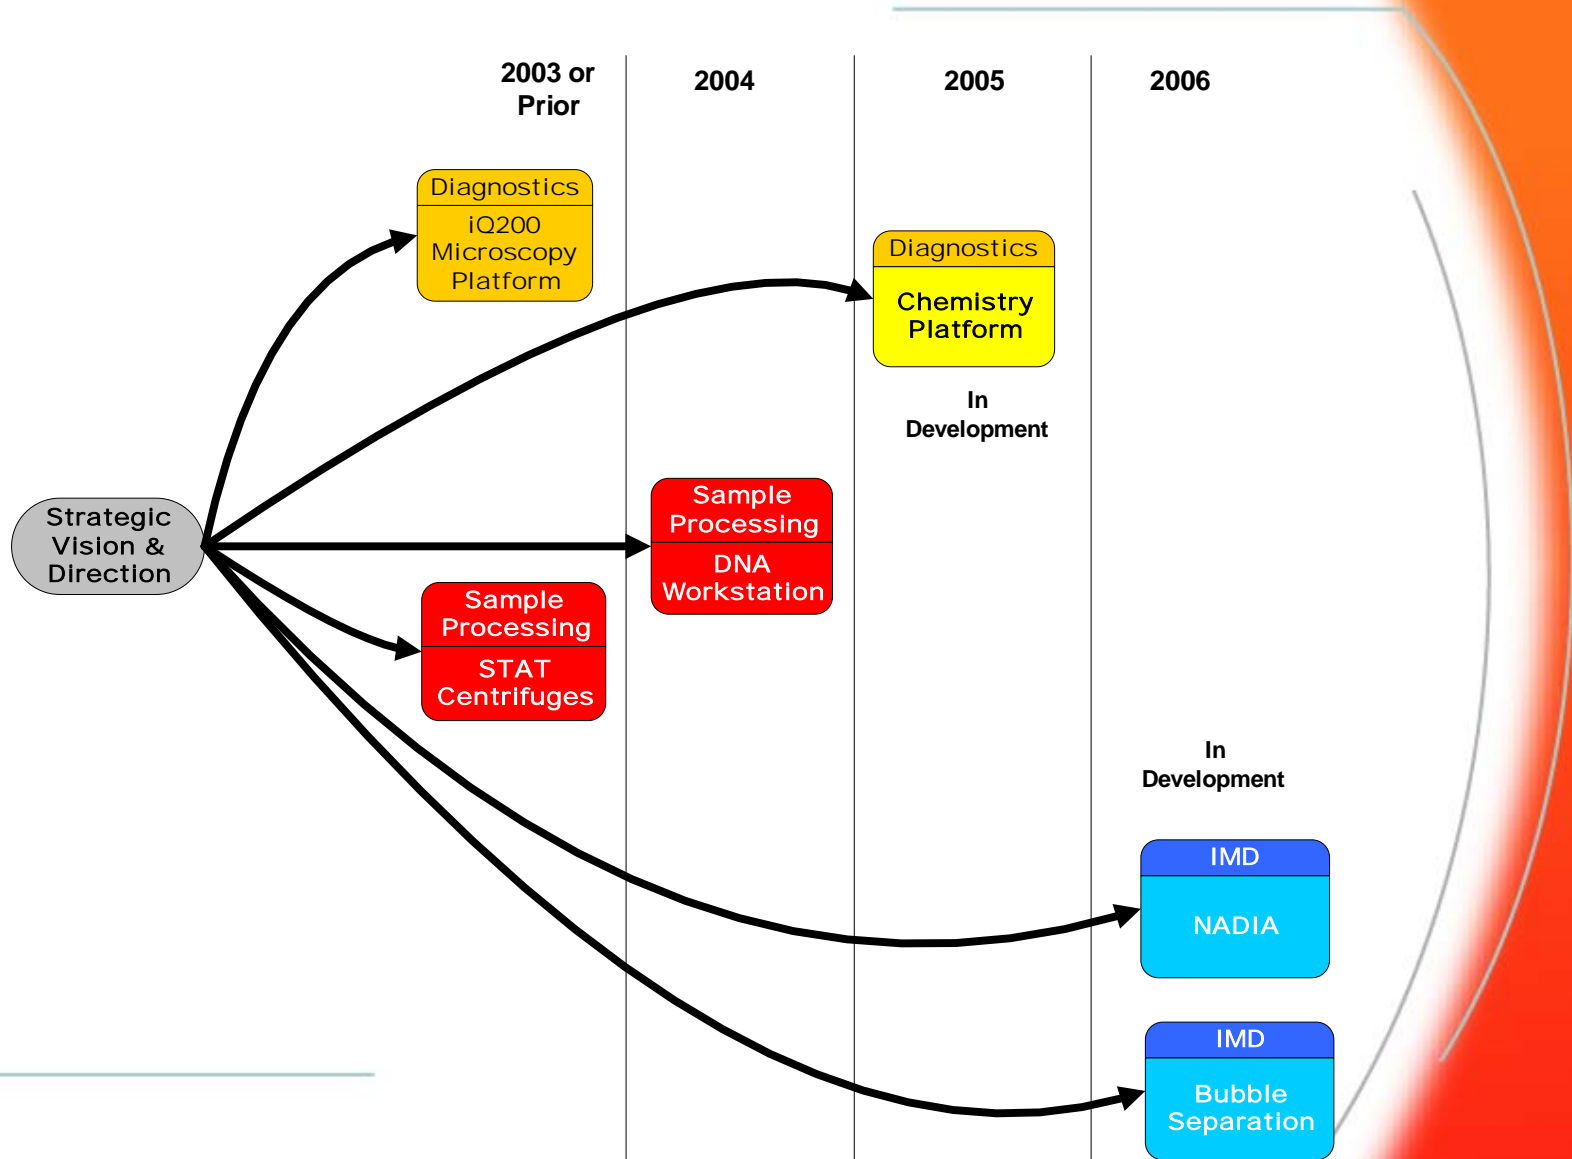 2003 or
Prior
2004
2005
2006
Diagnostics
iQ200
Microscopy
Platform
Diagnostics
Chemistry
Platform
In
Development
Strategic
Vision &
Direction
Sample
Processing
DNA
Workstation
Sample
Processing
STAT
Centrifuges
In
Development
IMD
NADIA
IMD
Bubble
Separation